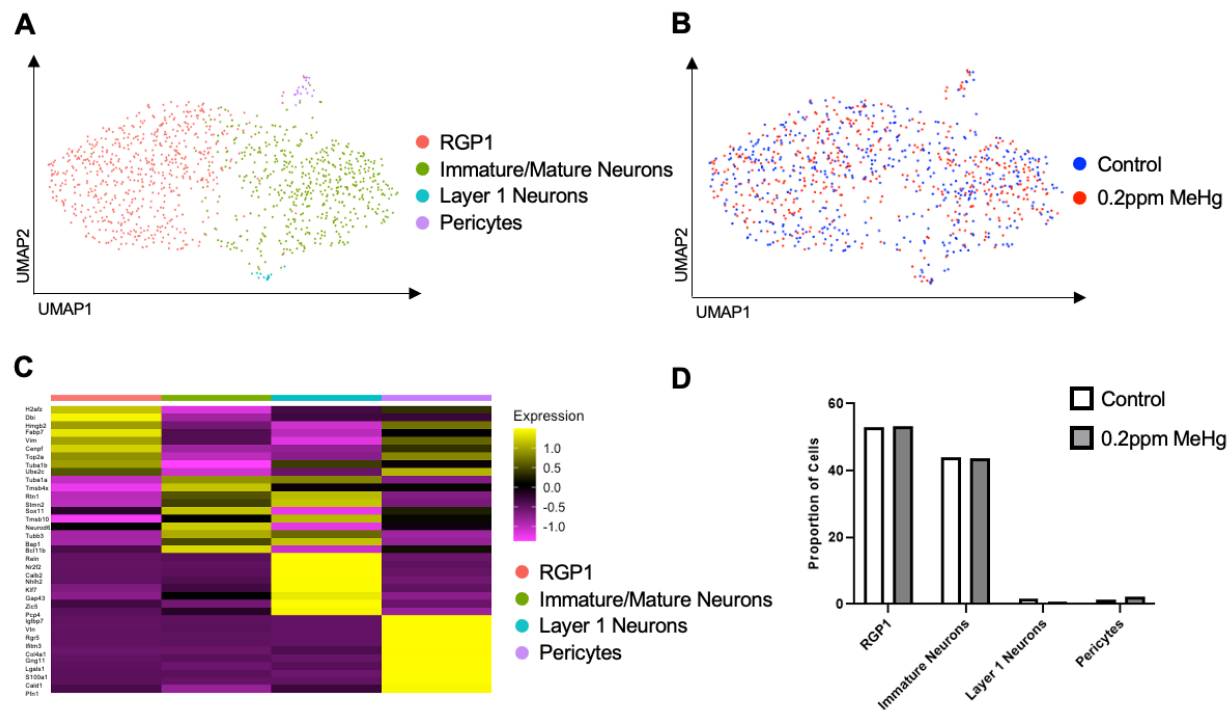 A
UMAP2
UMAP1
RGP1
Immature/Mature Neurons
Layer 1 Neurons
Pericytes
B
UMAP2
UMAP1
Control
0.2ppm MeHg
C
H2afz
Dbi
Hmgb2
Fabp7
Vim
Cenpf
Top2a
Tuba1b
Ube2c
Tuba1a
Tmsb4x
Rtn1
Stmn2
Sox11
Tmsb10
Neurod6
Tubb3
Bap1
Bcl11b
Reln
Nr2f2
Calb2
Nhlh2
Klf7
Gap43
Zic5
Pcp4
Igfbp7
Vtn
Rgr5
Ifitm3
Col4a1
Gng11
Lgals1
S100a1
Cald1
Pfn1
Expression
1.0
0.5
0.0
-0.5
-1.0
RGP1
Immature/Mature Neurons
Layer 1 Neurons
Pericytes
D
Control
0.2ppm MeHg
Proportion of Cells
60
40
20
0
RGP1
Immature Neurons
Layer 1 Neurons
Pericytes